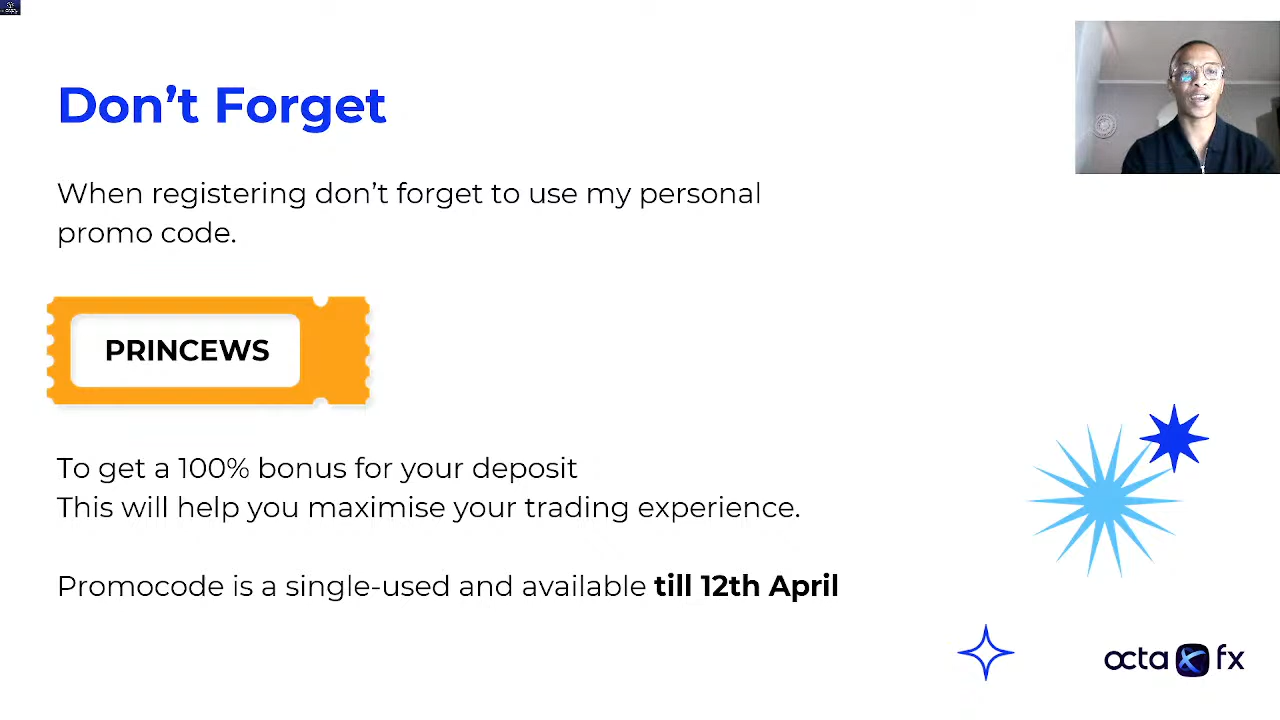 Don't Forget
When registering don't forget to use my personal
promo code.
PRINCEWS
To get a 100% bonus for your deposit
This will help you maximise your trading experience.
Promocode is a single-used and available till 12th April
octa fx